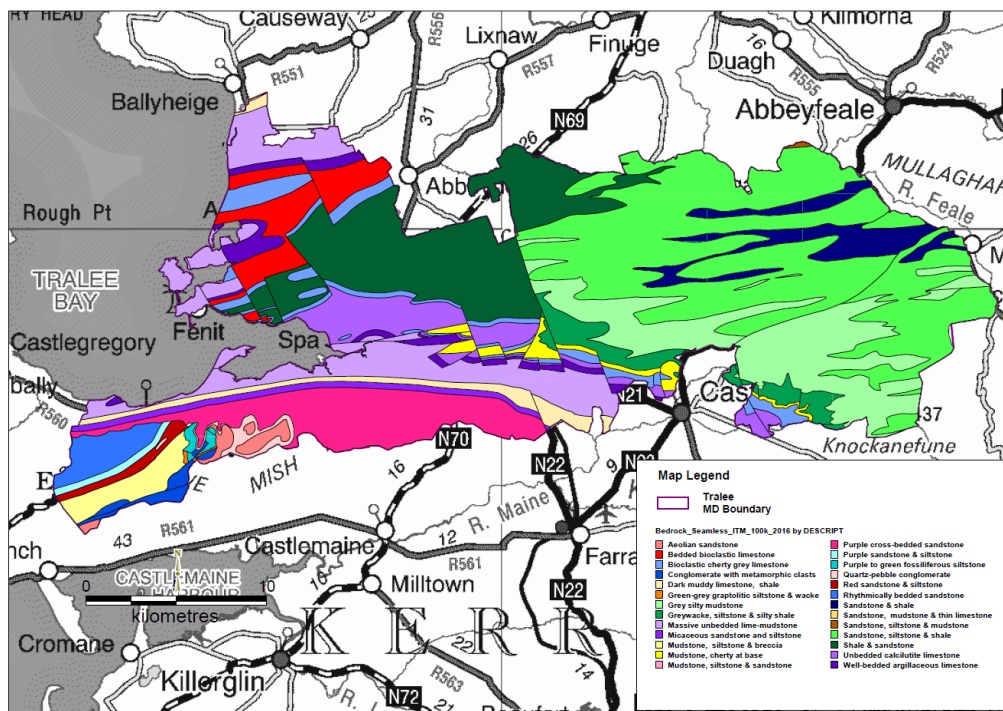 RY HEAD
Causeway
25
R556
Lixnaw
Finuge
Kilmorna
16
Duagh
R524
R551
R557
R555
Ballyheige
31
N69
Abbeyfeale
26
MULLAGHAR
Abb
R. Feale
Rough Pt
A
C
M
TRALEE
BAY
Fenit
Spa
Castlegregory
bally
R560
N21
Cast
437
Knockanefune
N70
E
N22
MISH
16
9
R561
R. Maine
nch
43
R561
Castlemaine
12
Farra
N
CASTLEMAINE
HARBOUR
0
10
kilometres
10
Milltown
N22
Cromane
K E R R
22
R563
Killorglin
N72
21
Map Legend
Tralee
MD Boundary
Bedrock_Seamless_ITM_100k_2016 by DESCRIPT
Aeolian sandstone
Bedded bioclastic limestone
Bioclastic cherty grey limestone
Conglomerate with metamorphic clasts
Dark muddy limestone, shale
Green-grey graptolitic siltstone & wacke
Grey silty mudstone
Greywacke, siltstone & silty shale
Massive unbedded lime-mudstone
Micaceous sandstone and siltstone
Mudstone, siltstone & breccia
Mudstone, cherty at base
Mudstone, siltstone & sandstone
Purple cross-bedded sandstone
Purple sandstone & siltstone
Purple to green fossiliferous siltstone
Quartz-pebble conglomerate
Red sandstone & siltstone
Rhythmically bedded sandstone
Sandstone & shale
Sandstone, mudstone & thin limestone
Sandstone, siltstone & mudstone
Sandstone, siltstone & shale
Shale & sandstone
Unbedded calcilutite limestone
Well-bedded argillaceous limestone